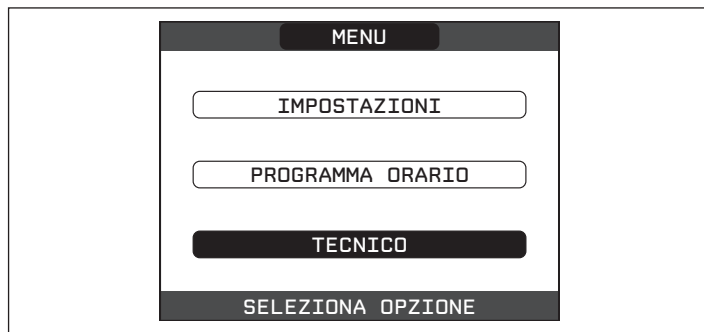 MENU
IMPOSTAZIONI
PROGRAMMA ORARIO
TECNICO
SELEZIONA OPZIONE